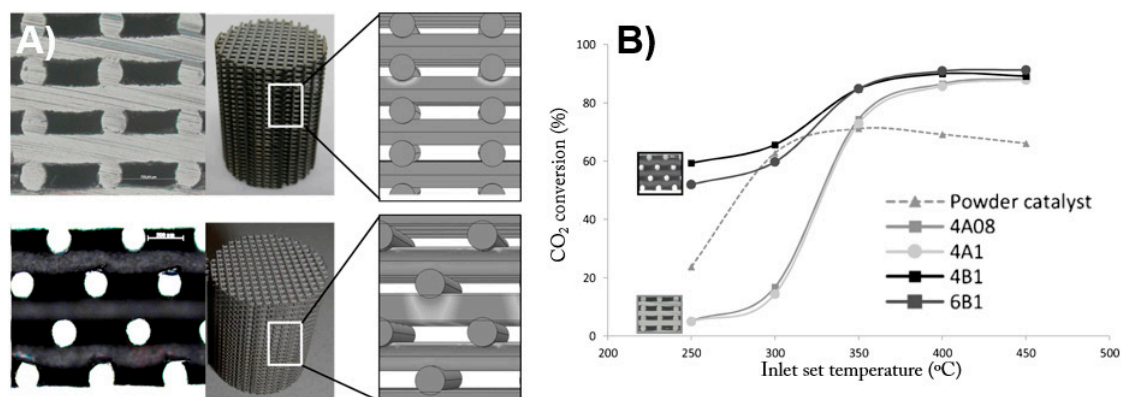 A)
B)
100
80
60
40
20
0
CO2 conversion (%)
Powder catalyst
4A08
4A1
4B1
6B1
200 250 300 350 400 450 500
Inlet set temperature (ºC)